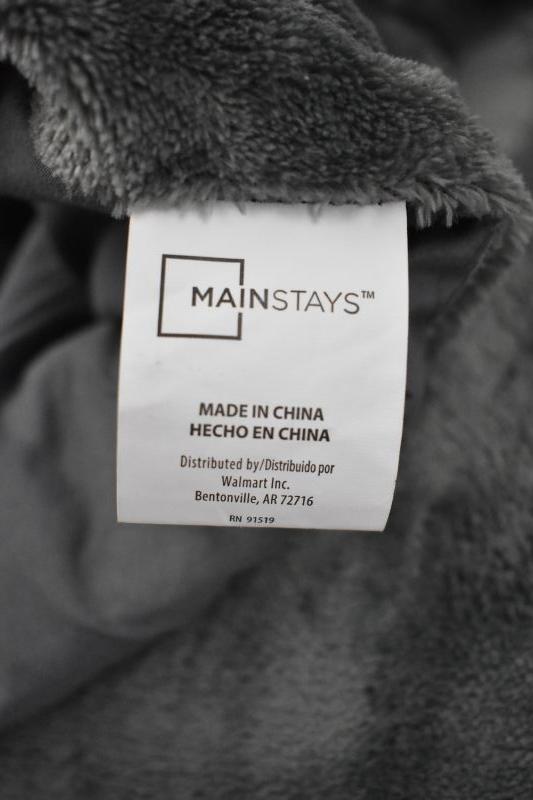 MAINSTAYS™
MADE IN CHINA
HECHO EN CHINA
Distributed by/Distribuido por
Walmart Inc.
Bentonville, AR 72716
RN 91519